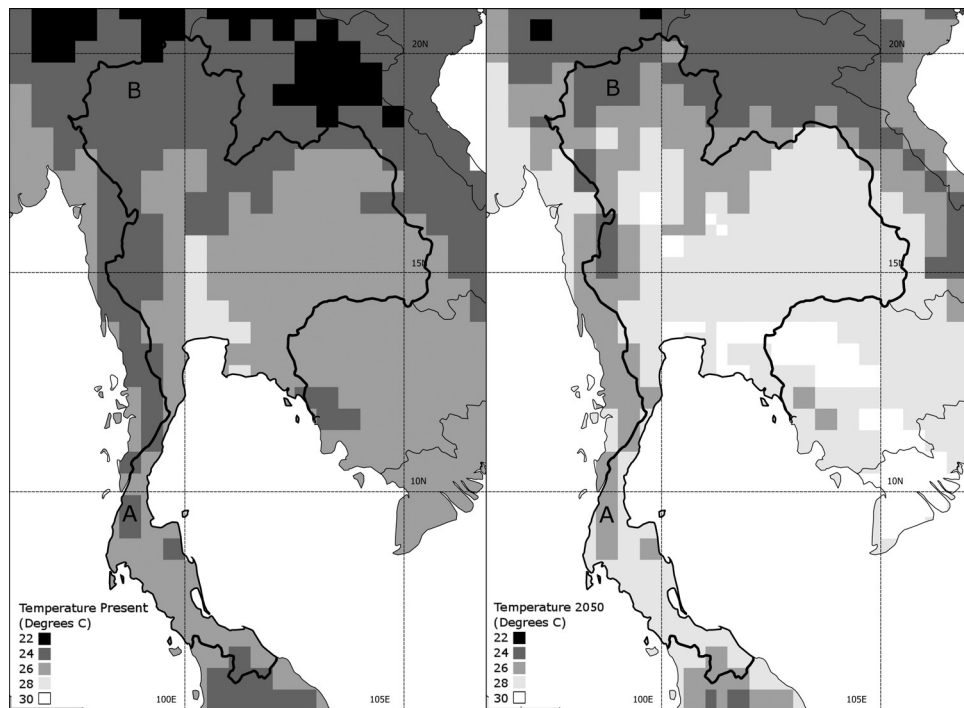 20N
B
15N
10N
A
Temperature Present
(Degrees C)
22
24
26
28
30
100E
105E
20N
B
15N
10N
A
Temperature 2050
(Degrees C)
22
24
26
28
30
100E
105E